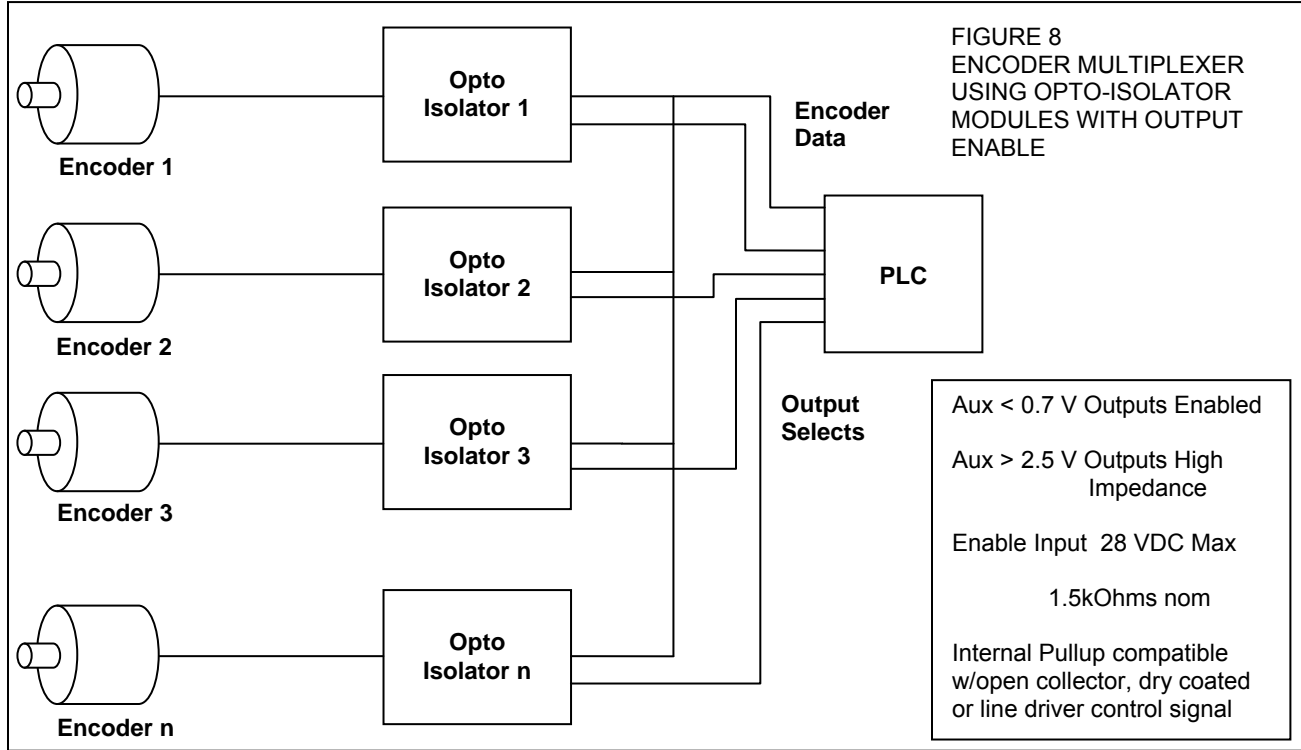 FIGURE 8
ENCODER MULTIPLEXER
USING OPTO-ISOLATOR
MODULES WITH OUTPUT
ENABLE
Opto
Isolator 1
Encoder 1
Encoder
Data
Opto
Isolator 2
Encoder 2
PLC
Opto
Isolator 3
Encoder 3
Output
Selects
Opto
Isolator n
Encoder n
Aux < 0.7 V Outputs Enabled
Aux > 2.5 V Outputs High
Impedance
Enable Input 28 VDC Max
1.5kOhms nom
Internal Pullup compatible
w/open collector, dry coated
or line driver control signal